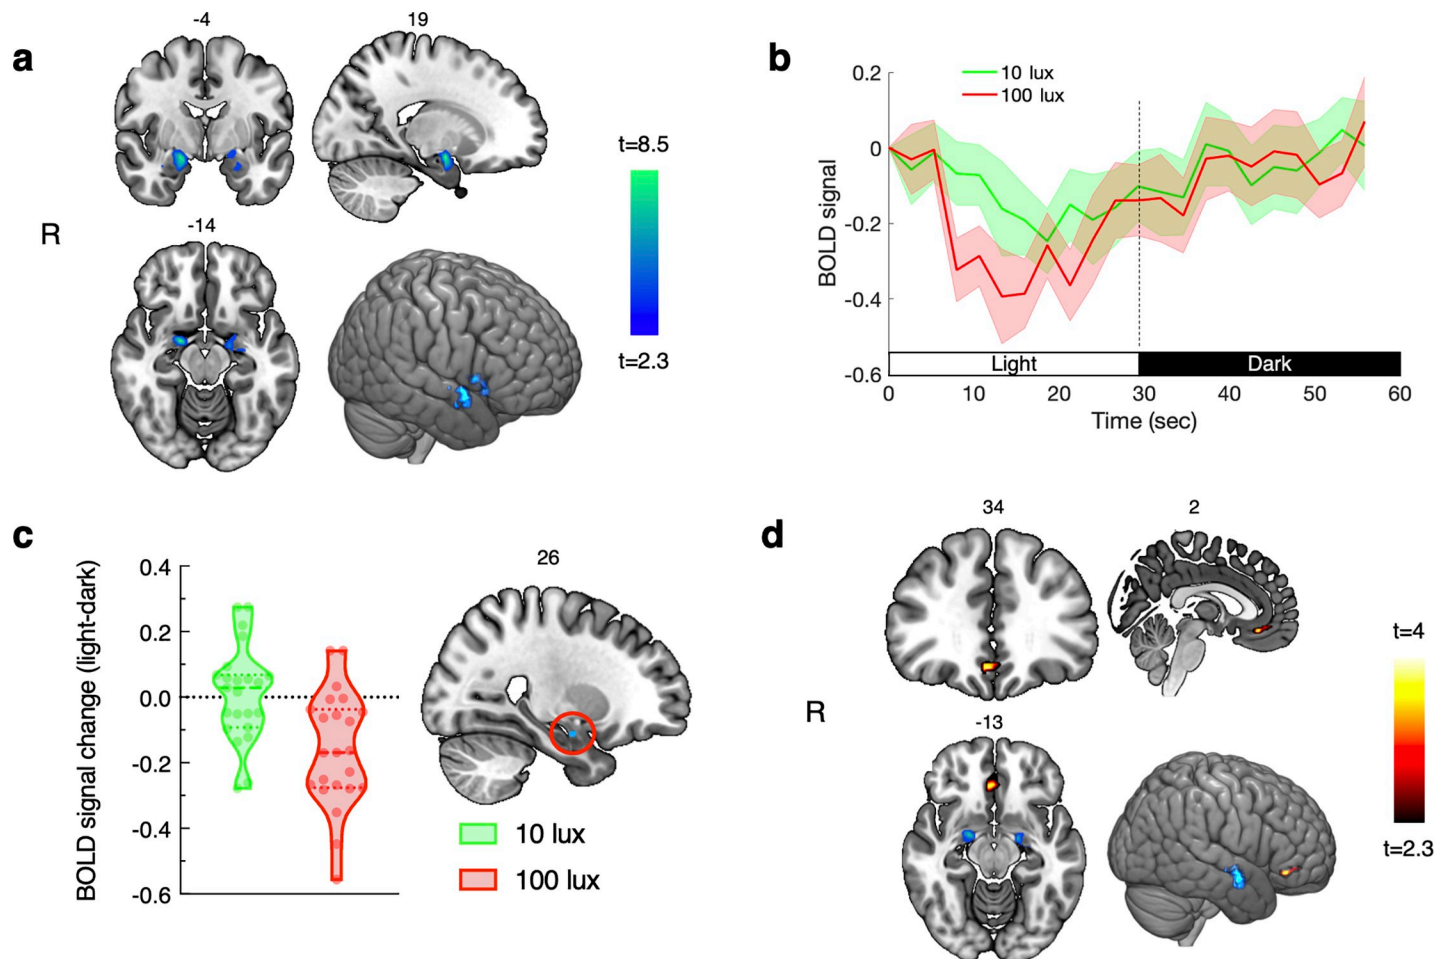 a
-4
19
R
-14
t=8.5
t=2.3
b
10 lux
100 lux
0.2
0
-0.2
-0.4
-0.6
BOLD signal
Light
Dark
0
10
20
30
40
50
60
Time (sec)
c
BOLD signal change (light-dark)
0.4
0.2
0.0
-0.2
-0.4
-0.6
26
10 lux
100 lux
d
34
2
R
-13
t=4
t=2.3